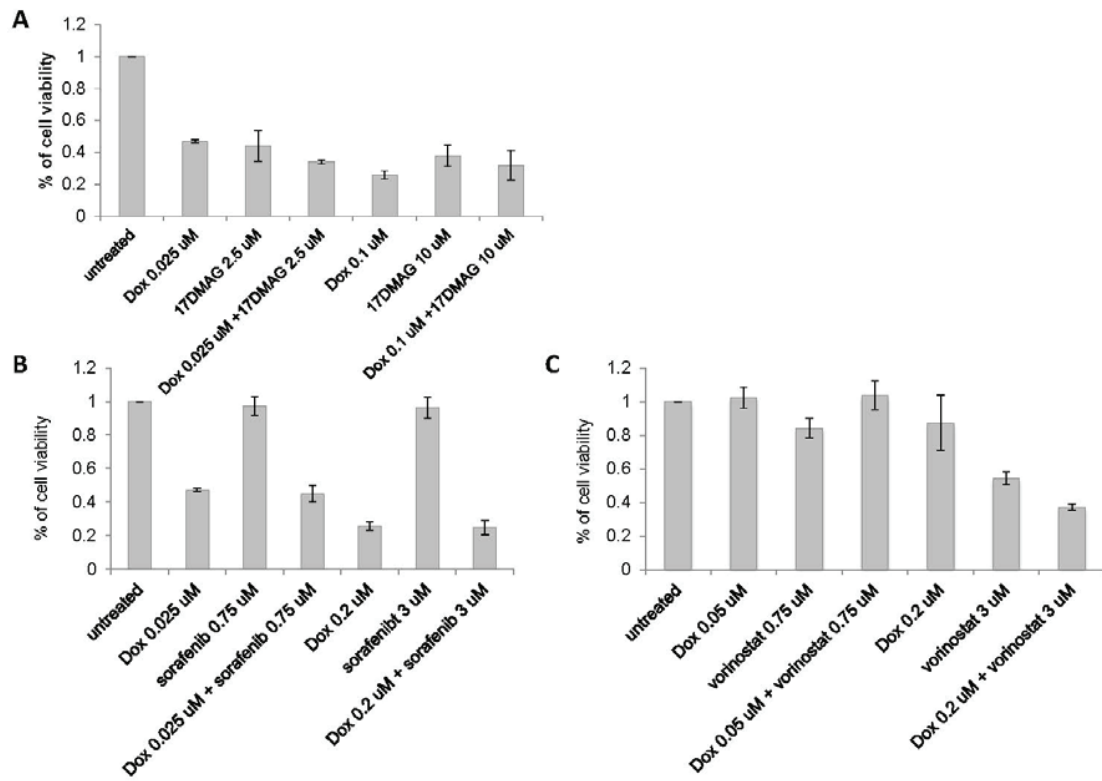 A
% of cell viability
1.2
1
0.8
0.6
0.4
0.2
0
untreated
Dox 0.025 uM
17DMAG 2.5 uM
Dox 0.025 uM +17DMAG 2.5 uM
Dox 0.1 uM
17DMAG 10 uM
Dox 0.1 uM +17DMAG 10 uM
B
% of cell viability
1.2
1
0.8
0.6
0.4
0.2
0
untreated
Dox 0.025 uM
sorafenib 0.75 uM
Dox 0.025 uM + sorafenib 0.75 uM
Dox 0.2 uM
sorafenibt 3 uM
Dox 0.2 uM + sorafenib 3 uM
C
% of cell viability
1.2
1
0.8
0.6
0.4
0.2
0
untreated
Dox 0.05 uM
vorinostat 0.75 uM
Dox 0.05 uM + vorinostat 0.75 uM
Dox 0.2 uM
vorinostat 3 uM
Dox 0.2 uM + vorinostat 3 uM